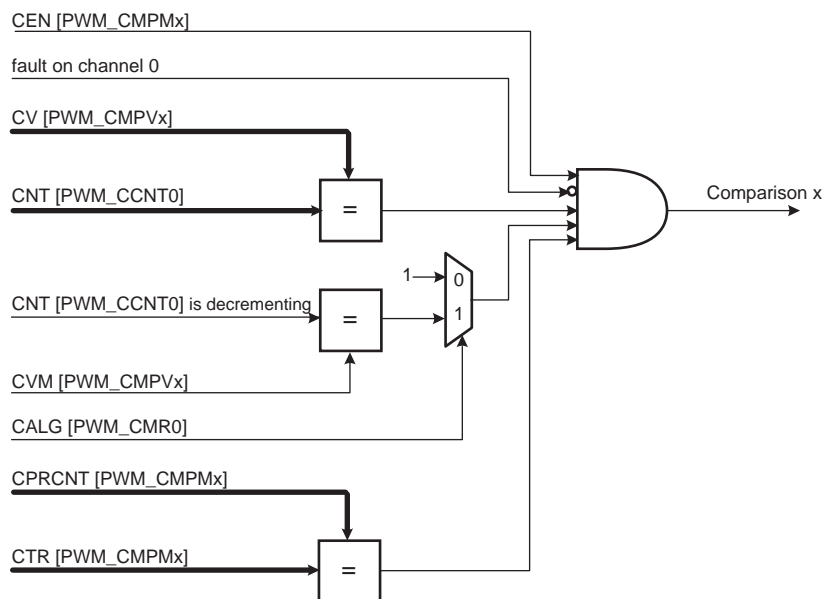 CEN [PWM_CMPMx]
fault on channel 0
CV [PWM_CMPVx]
CNT [PWM_CCNT0]
=
Comparison x
1
0
1
CNT [PWM_CCNT0] is decrementing
=
CVM [PWM_CMPVx]
CALG [PWM_CMR0]
CPRCNT [PWM_CMPMx]
CTR [PWM_CMPMx]
=